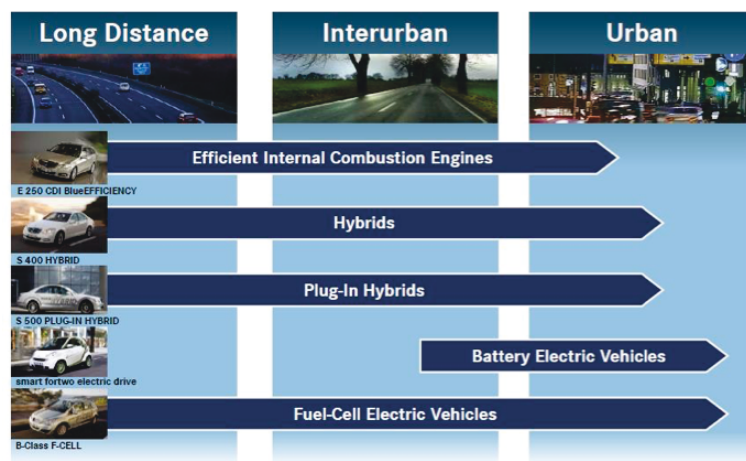 Long Distance
Interurban
Urban
Efficient Internal Combustion Engines
E 250 CDI BlueEFFICIENCY
Hybrids
S 400 HYBRID
Plug-In Hybrids
S 500 PLUG-IN HYBRID
Battery Electric Vehicles
smart fortwo electric drive
Fuel-Cell Electric Vehicles
B-Class F-CELL